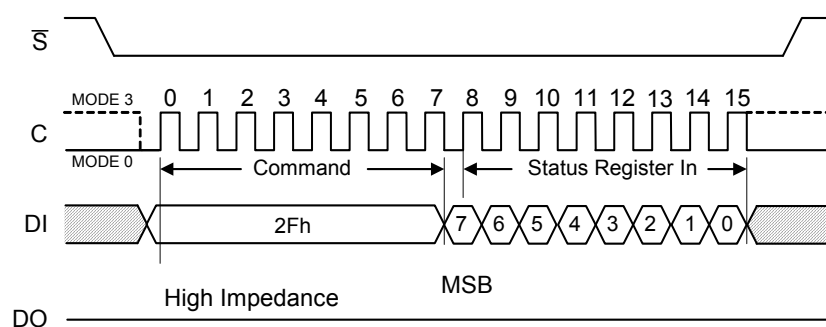 S
MODE 3
0 1 2 3 4 5 6 7 8 9 10 11 12 13 14 15
C
MODE 0
Command
Status Register In
DI
2Fh
7 6 5 4 3 2 1 0
MSB
High Impedance
DO